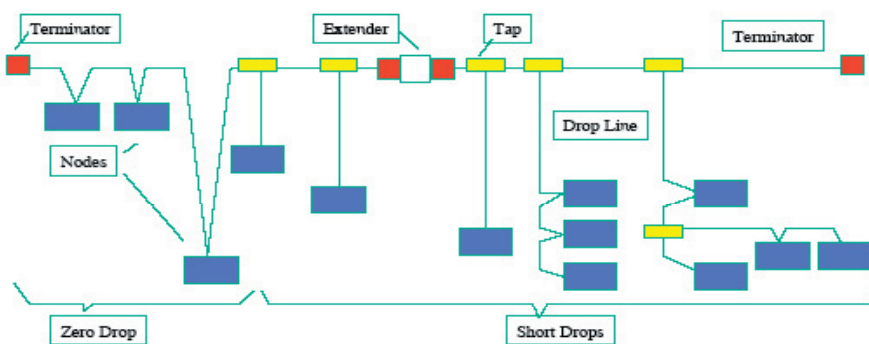 Terminator
Extender
Tap
Terminator
Drop Line
Nodes
Zero Drop
Short Drops